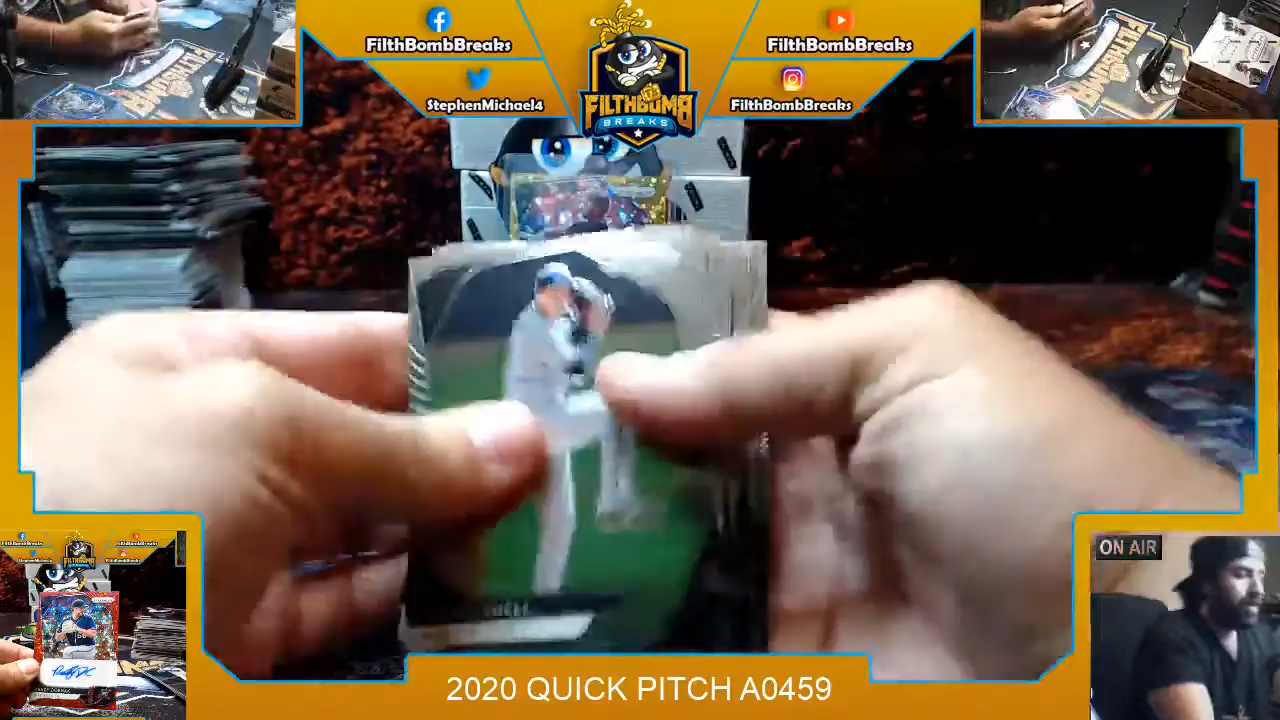 FilthBombBreaks
StephenMichael4
FILTHBOMB
BREAKS
FilthBombBreaks
FilthBombBreaks
ON AIR
2020 QUICK PITCH A0459